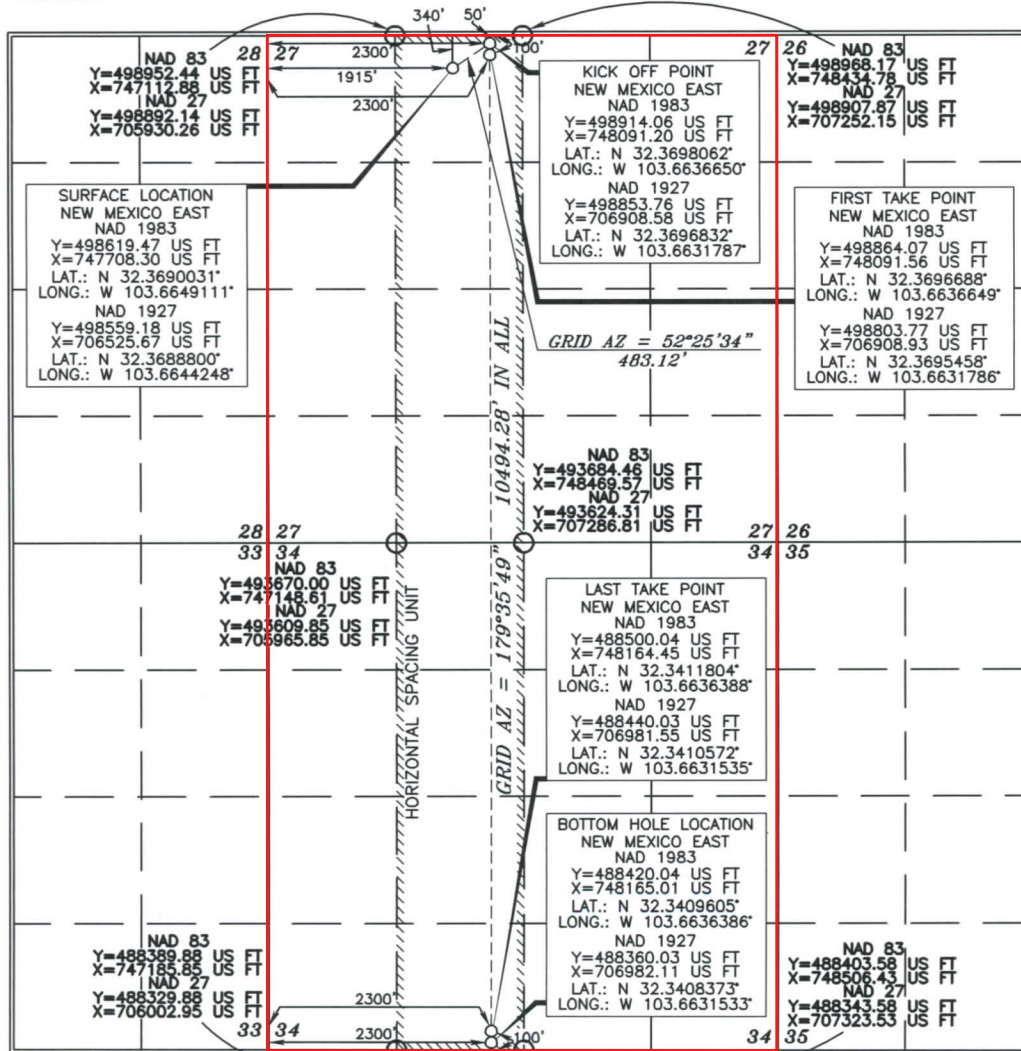 340'
50'
2300'
100'
1915'
2300'
28 27
27 26
NAD 83
Y=498952.44 US FT
X=747112.88 US FT
NAD 27
Y=498892.14 US FT
X=705930.26 US FT
NAD 83
Y=498968.17 US FT
X=748434.78 US FT
NAD 27
Y=498907.87 US FT
X=707252.15 US FT
KICK OFF POINT
NEW MEXICO EAST
NAD 1983
Y=498914.06 US FT
X=748091.20 US FT
LAT.: N 32.3698062°
LONG.: W 103.6636650°
NAD 1927
Y=498853.76 US FT
X=706908.58 US FT
LAT.: N 32.3696832°
LONG.: W 103.6631787°
SURFACE LOCATION
NEW MEXICO EAST
NAD 1983
Y=498619.47 US FT
X=747708.30 US FT
LAT.: N 32.3690031°
LONG.: W 103.6649111°
NAD 1927
Y=498559.18 US FT
X=706525.67 US FT
LAT.: N 32.3688800°
LONG.: W 103.6644248°
FIRST TAKE POINT
NEW MEXICO EAST
NAD 1983
Y=498864.07 US FT
X=748091.56 US FT
LAT.: N 32.3696688°
LONG.: W 103.6636649°
NAD 1927
Y=498803.77 US FT
X=706908.93 US FT
LAT.: N 32.3695458°
LONG.: W 103.6631786°
GRID AZ = 52°25'34"
483.12'
GRID AZ = 179°35'49" 10494.28' IN ALL
NAD 83
Y=493684.46 US FT
X=748469.57 US FT
NAD 27
Y=493624.31 US FT
X=707286.81 US FT
28 27
33 34
27 26
34 35
NAD 83
Y=493670.00 US FT
X=747148.61 US FT
NAD 27
Y=493609.85 US FT
X=705965.85 US FT
HORIZONTAL SPACING UNIT
LAST TAKE POINT
NEW MEXICO EAST
NAD 1983
Y=488500.04 US FT
X=748164.45 US FT
LAT.: N 32.3411804°
LONG.: W 103.6636388°
NAD 1927
Y=488440.03 US FT
X=706981.55 US FT
LAT.: N 32.3410572°
LONG.: W 103.6631535°
BOTTOM HOLE LOCATION
NEW MEXICO EAST
NAD 1983
Y=488420.04 US FT
X=748165.01 US FT
LAT.: N 32.3409605°
LONG.: W 103.6636386°
NAD 1927
Y=488360.03 US FT
X=706982.11 US FT
LAT.: N 32.3408373°
LONG.: W 103.6631533°
NAD 83
Y=488389.88 US FT
X=747185.85 US FT
NAD 27
Y=488329.88 US FT
X=706002.95 US FT
NAD 83
Y=488403.58 US FT
X=748506.43 US FT
NAD 27
Y=488343.58 US FT
X=707323.53 US FT
2300'
33 34
2300'
100'
34 35